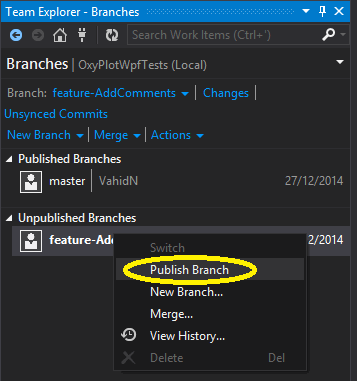 Team Explorer - Branches
Search Work Items (Ctrl+')
Branches | OxyPlotWpfTests (Local)
Branch: feature-AddComments | Changes |
Unsynced Commits
New Branch | Merge | Actions
Published Branches
master | VahidN 27/12/2014
Unpublished Branches
feature-Ad 2/2014
Switch
Publish Branch
New Branch...
Merge...
View History...
Delete Del